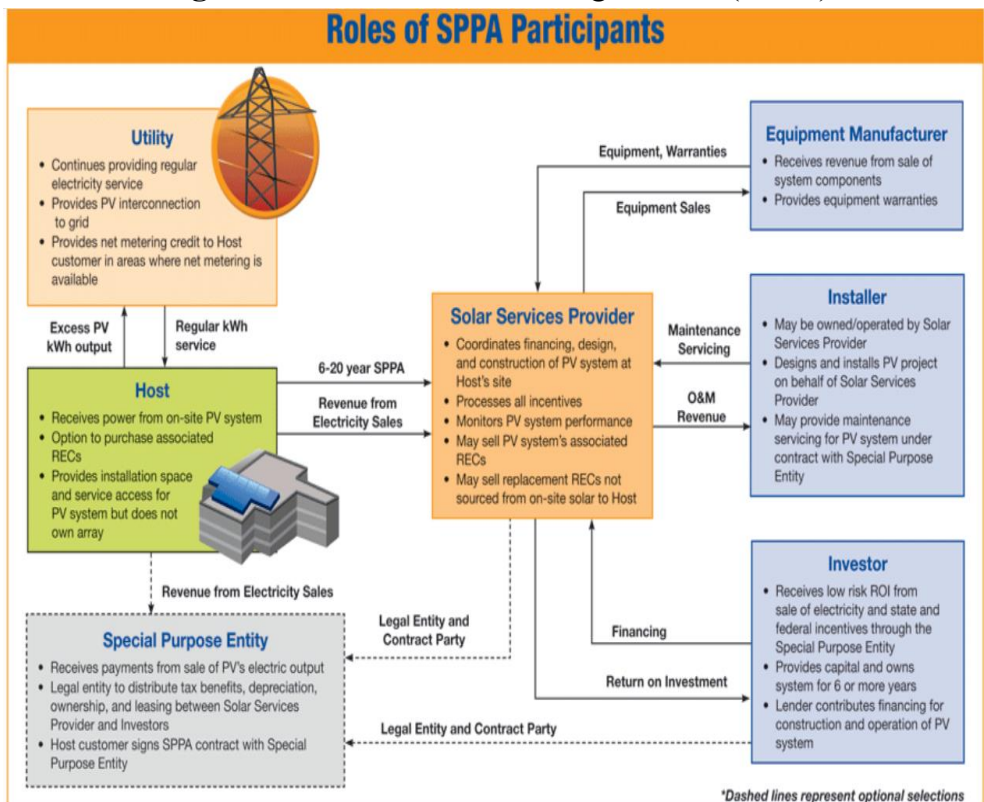 Roles of SPPA Participants
Utility
• Continues providing regular
electricity service
• Provides PV interconnection
to grid
• Provides net metering credit to Host
customer in areas where net metering is
available
Equipment, Warranties
Equipment Sales
Equipment Manufacturer
• Receives revenue from sale of
system components
• Provides equipment warranties
Excess PV
kWh output
Regular kWh
service
Host
• Receives power from on-site PV system
• Option to purchase associated
RECs
• Provides installation space
and service access for
PV system but does not
own array
6-20 year SPPA
Revenue from
Electricity Sales
Solar Services Provider
• Coordinates financing, design,
and construction of PV system at
Host's site
• Processes all incentives
• Monitors PV system performance
• May sell PV system's associated
RECs
• May sell replacement RECs not
sourced from on-site solar to Host
Maintenance
Servicing
O&M
Revenue
Installer
• May be owned/operated by Solar
Services Provider
• Designs and installs PV project
on behalf of Solar Services
Provider
• May provide maintenance
servicing for PV system under
contract with Special Purpose
Entity
Revenue from Electricity Sales
Special Purpose Entity
• Receives payments from sale of PV's electric output
• Legal entity to distribute tax benefits, depreciation,
ownership, and leasing between Solar Services
Provider and Investors
• Host customer signs SPPA contract with Special
Purpose Entity
Legal Entity and
Contract Party
Financing
Return on Investment
Legal Entity and Contract Party
Investor
• Receives low risk ROI from
sale of electricity and state and
federal incentives through the
Special Purpose Entity
• Provides capital and owns
system for 6 or more years
• Lender contributes financing for
construction and operation of PV
system
*Dashed lines represent optional selections